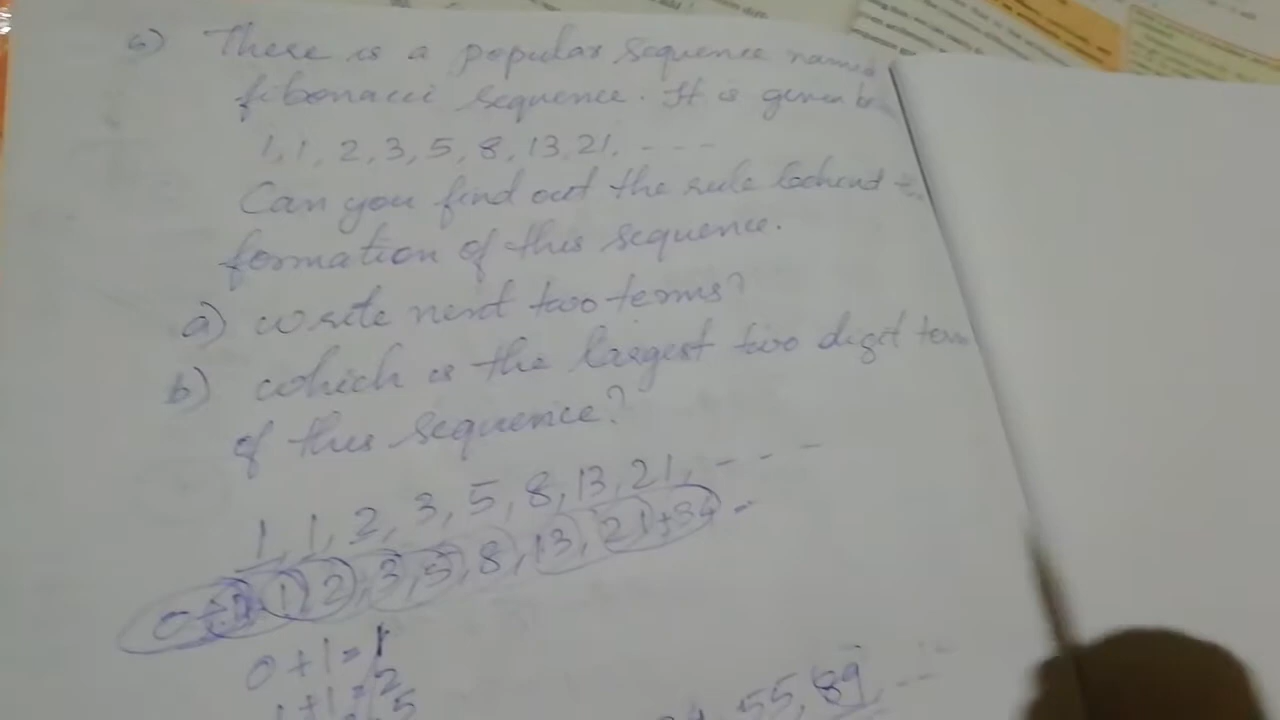 6) There is a popular sequence named
fibonacci sequence. It is given
1, 1, 2, 3, 5, 8, 13, 21, - - -
Can you find out the rule behind
formation of this sequence.
a) write next two terms?
b) which is the largest two digit term
of this sequence?
1, 1, 2, 3, 5, 8, 13, 21, - - -
1, 2, 3, 5, 8, 13, 21+34 -
0+1=1
1+1=2
55, 89, - -